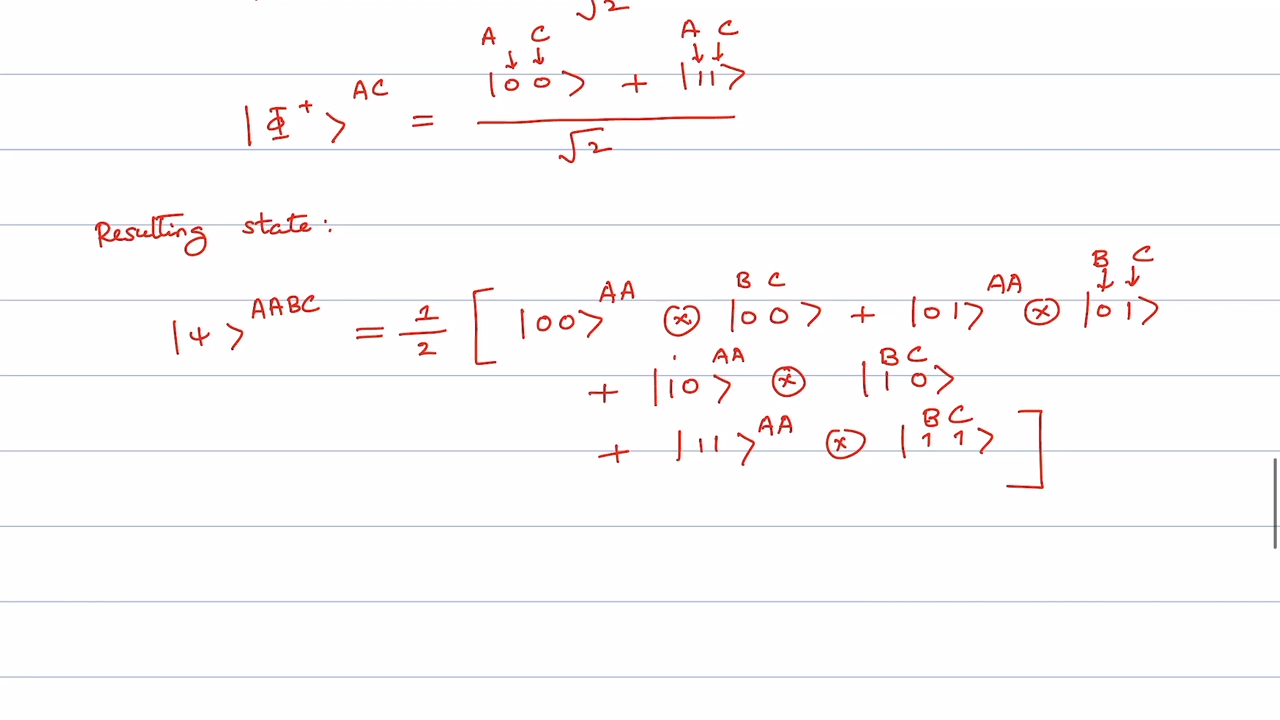 √2
A C A C
↓ ↓ ↓ ↓
|Φ⁺⟩^AC = (|00⟩ + |11⟩) / √2
Resulting state:
B C
↓ ↓
|ψ⟩^AABC = 1/2 [ |00⟩^AA ⊗ |00⟩^BC + |01⟩^AA ⊗ |01⟩
+ |10⟩^AA ⊗ |10⟩^BC
+ |11⟩^AA ⊗ |11⟩^BC ]